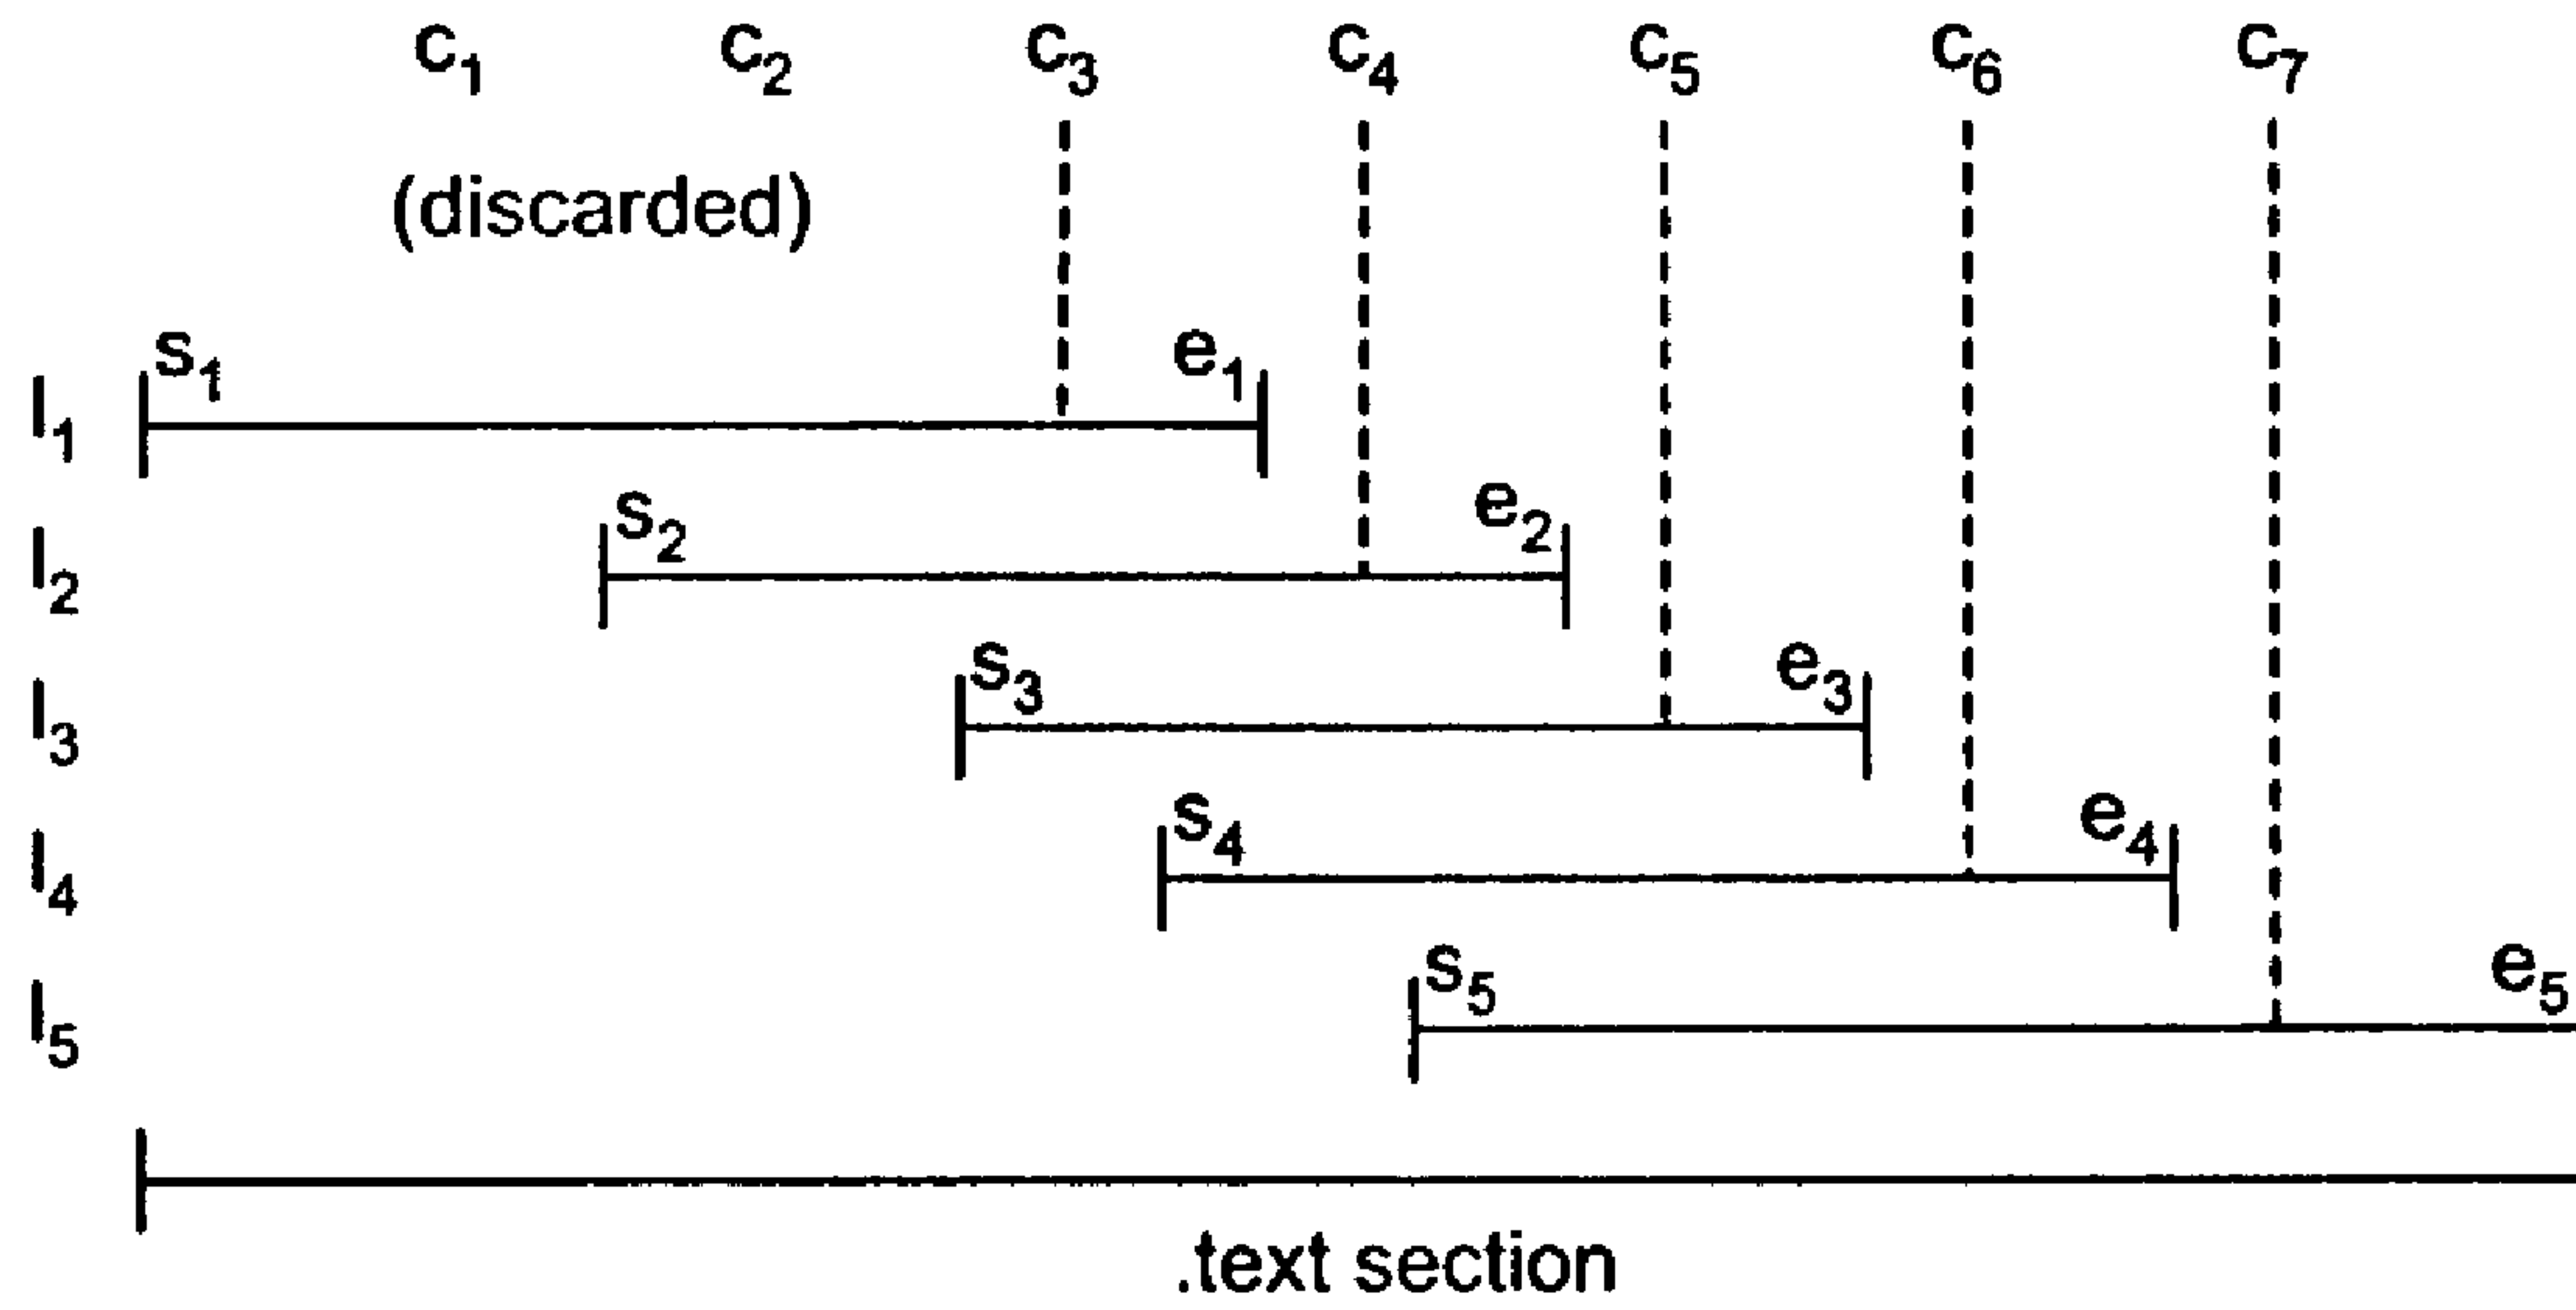 c₁ c₂ c₃ c₄ c₅ c₆ c₇
(discarded)
I₁ s₁ e₁
I₂ s₂ e₂
I₃ s₃ e₃
I₄ s₄ e₄
I₅ s₅ e₅
.text section